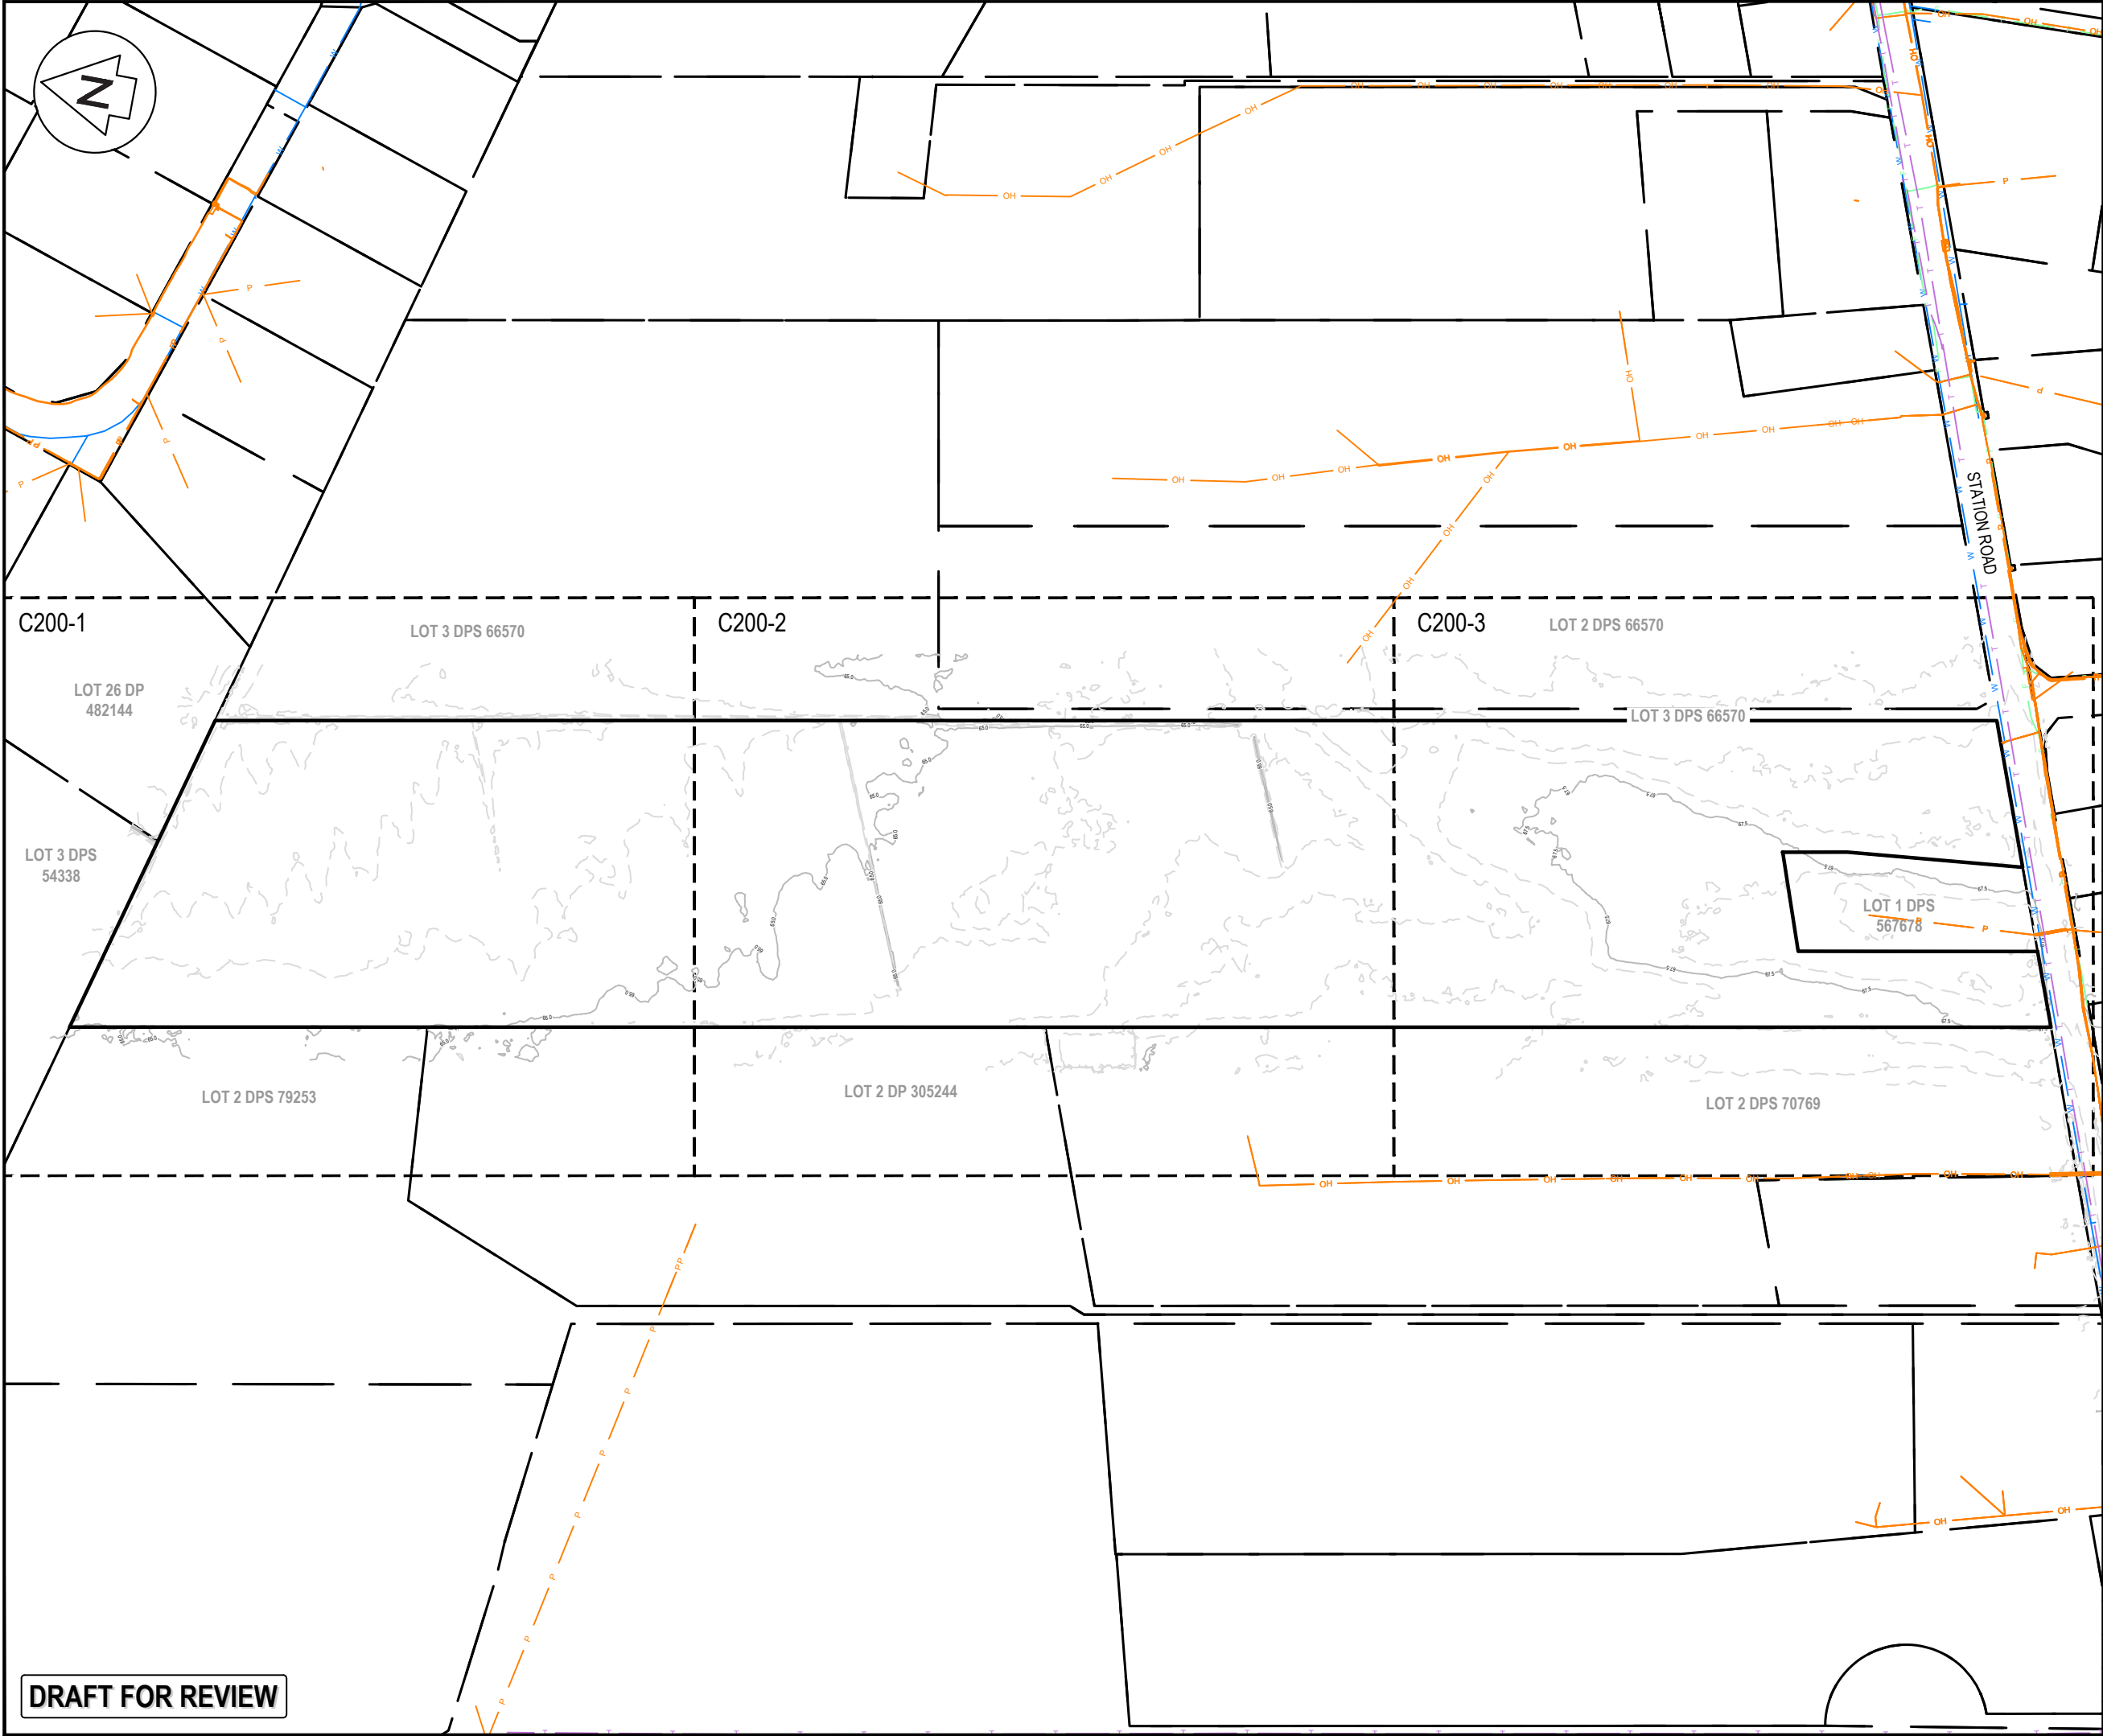 N
STATION ROAD
C200-1
C200-2
C200-3
LOT 3 DPS 66570
LOT 2 DPS 66570
LOT 26 DP
482144
LOT 3 DPS 66570
LOT 3 DPS
54338
LOT 1 DPS
567678
LOT 2 DPS 79253
LOT 2 DP 305244
LOT 2 DPS 70769
DRAFT FOR REVIEW